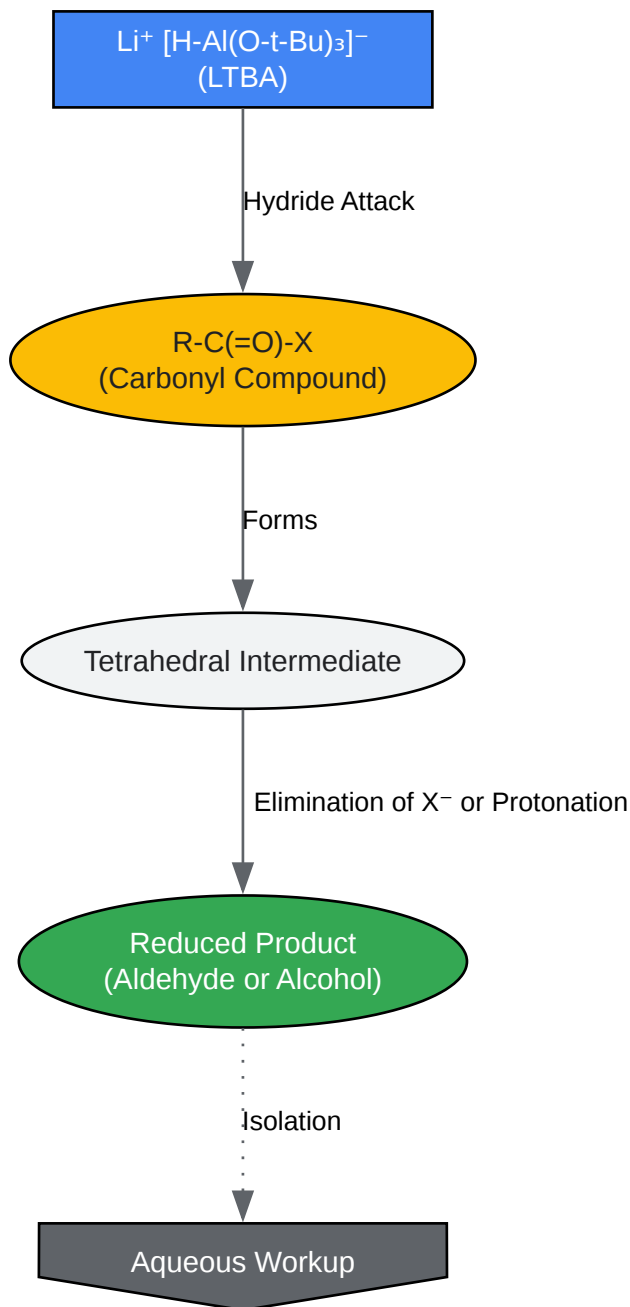 Li⁺ [H-Al(O-t-Bu)₃]⁻
(LTBA)
Hydride Attack
R-C(=O)-X
(Carbonyl Compound)
Forms
Tetrahedral Intermediate
Elimination of X⁻ or Protonation
Reduced Product
(Aldehyde or Alcohol)
Isolation
Aqueous Workup